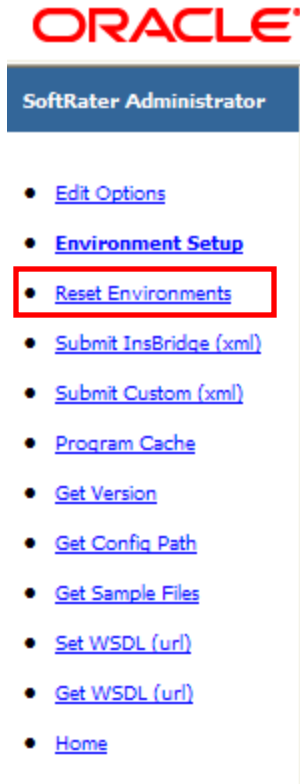 ORACLE
SoftRater Administrator
Edit Options
Environment Setup
Reset Environments
Submit InsBridge (xml)
Submit Custom (xml)
Program Cache
Get Version
Get Config Path
Get Sample Files
Set WSDL (url)
Get WSDL (url)
Home